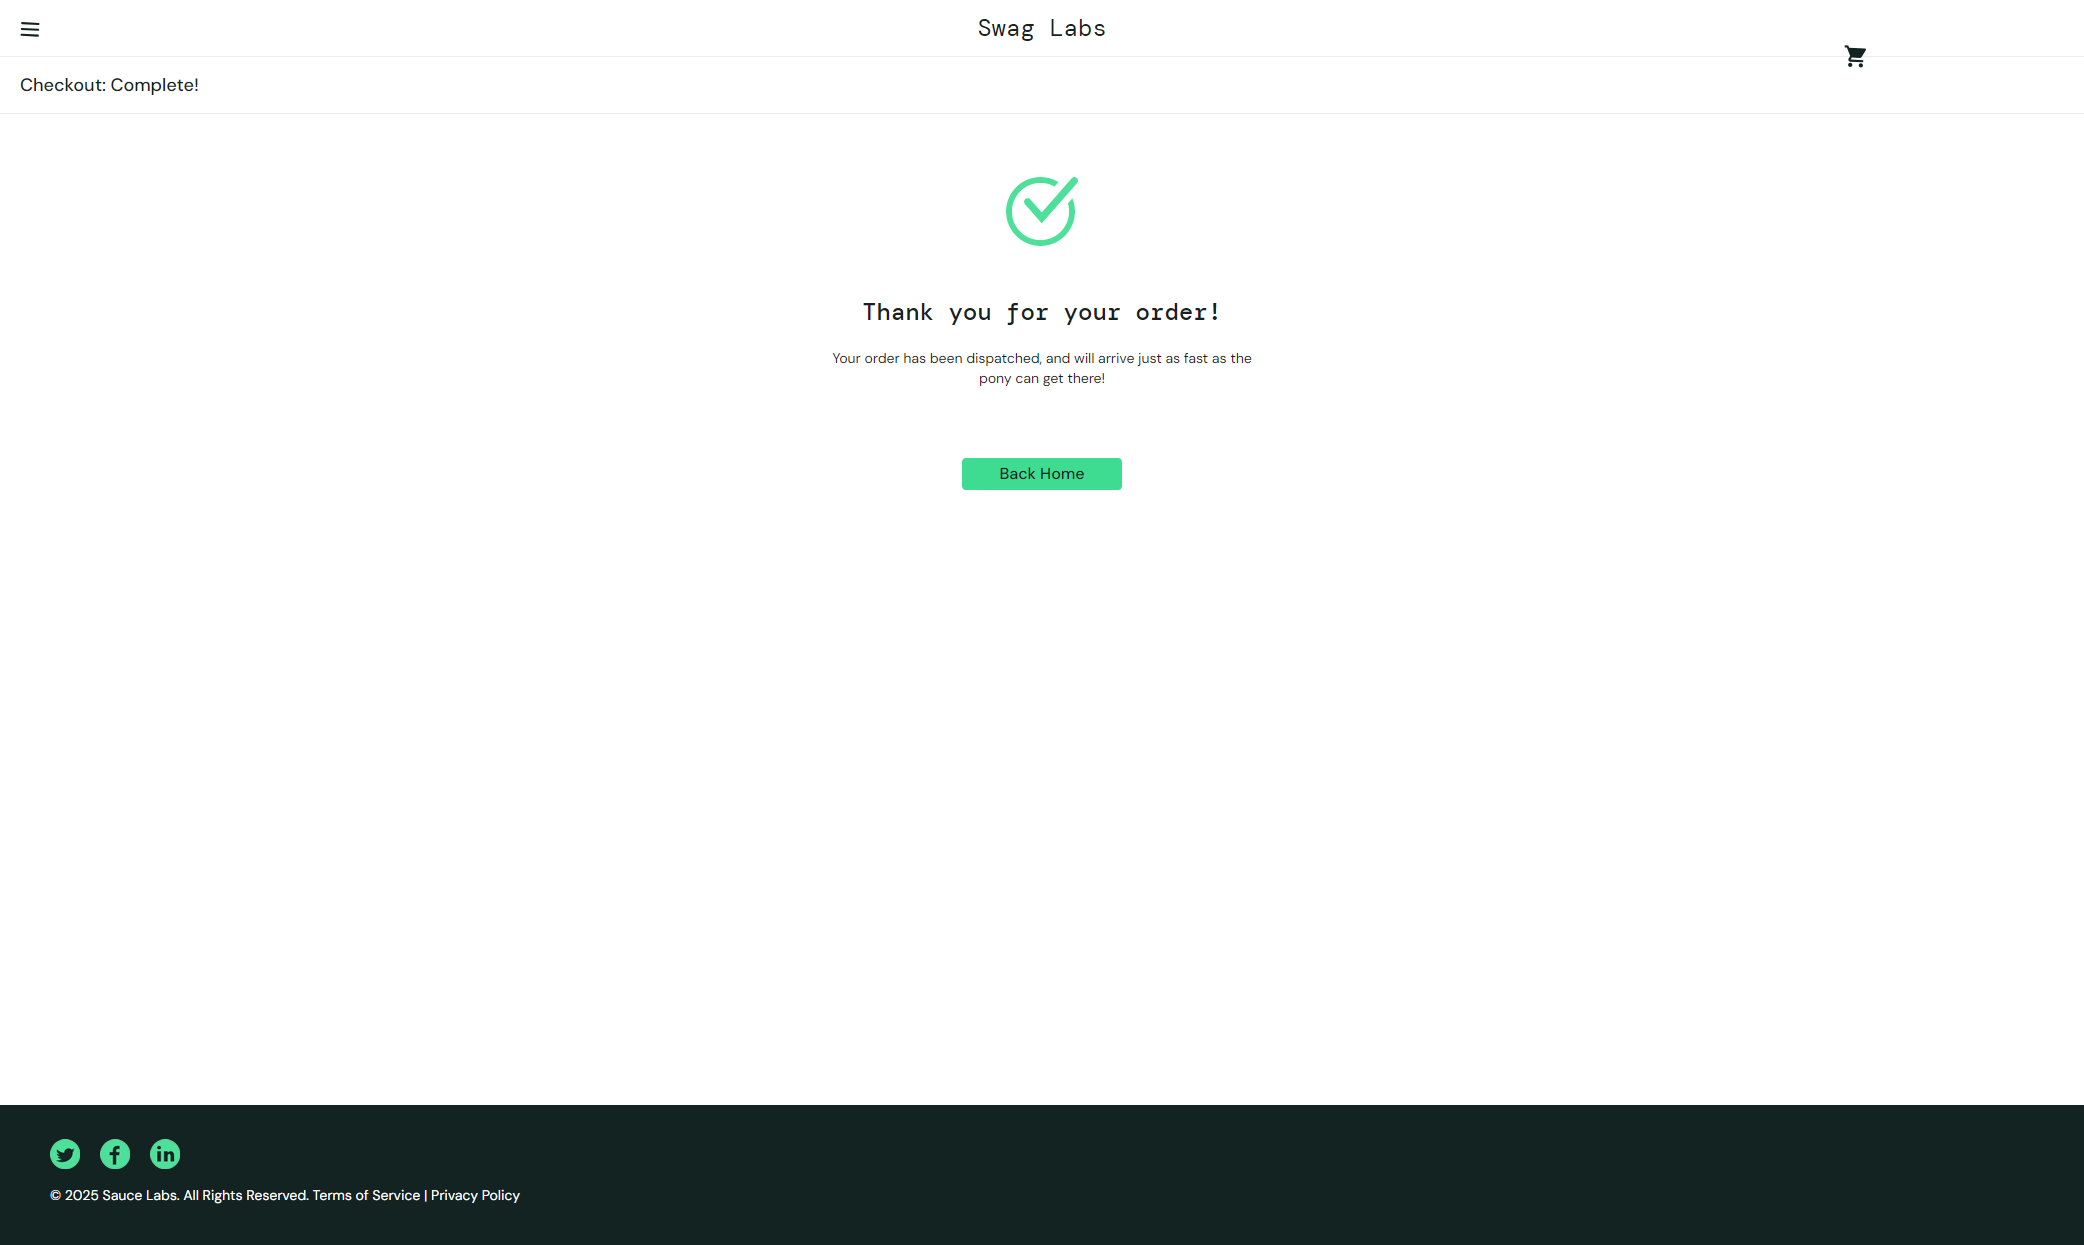 Swag Labs
Checkout: Complete!
Thank you for your order!
Your order has been dispatched, and will arrive just as fast as the
pony can get there!
Back Home
© 2025 Sauce Labs. All Rights Reserved. Terms of Service | Privacy Policy